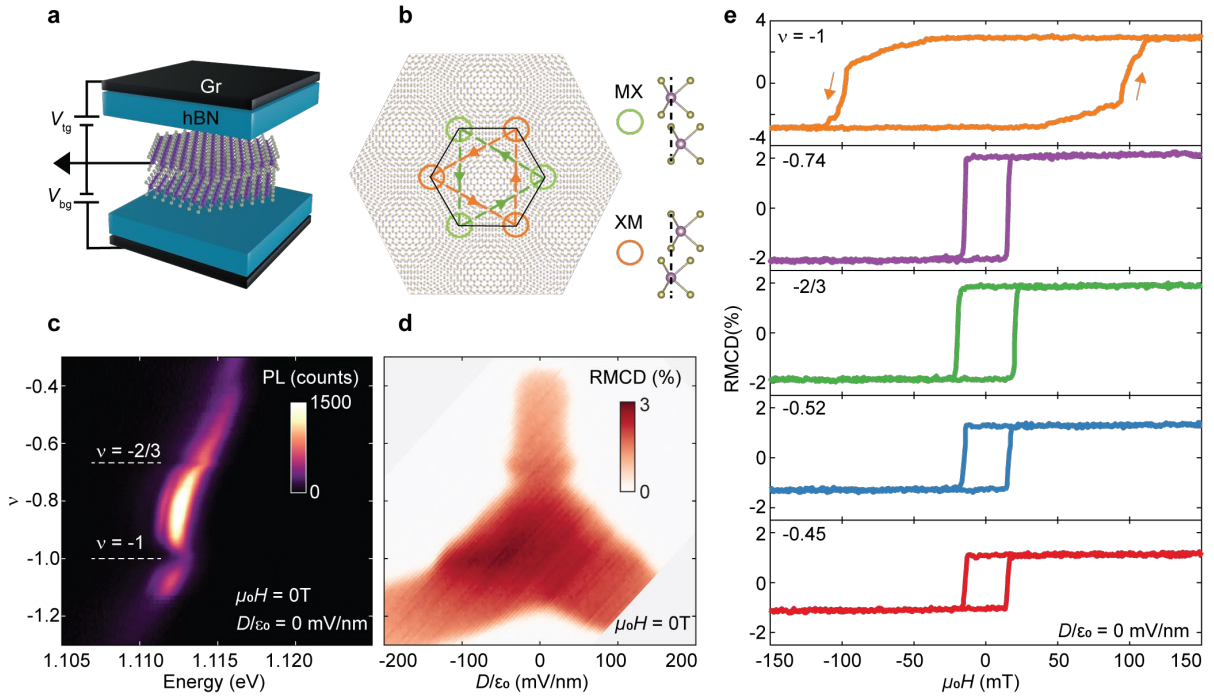 a
Gr
hBN
Vtg
Vbg
b
MX
XM
c
PL (counts)
1500
0
ν = -2/3
ν = -1
μ₀H = 0T
D/ε₀ = 0 mV/nm
ν
-0.4
-0.6
-0.8
-1.0
-1.2
1.105 1.110 1.115 1.120
Energy (eV)
d
RMCD (%)
3
0
μ₀H = 0T
-200 -100 0 100 200
D/ε₀ (mV/nm)
e
ν = -1
4
0
-4
-0.74
2
0
-2
-2/3
2
0
-2
-0.52
2
0
-2
-0.45
2
0
-2
D/ε₀ = 0 mV/nm
RMCD(%)
-150 -100 -50 0 50 100 150
μ₀H (mT)